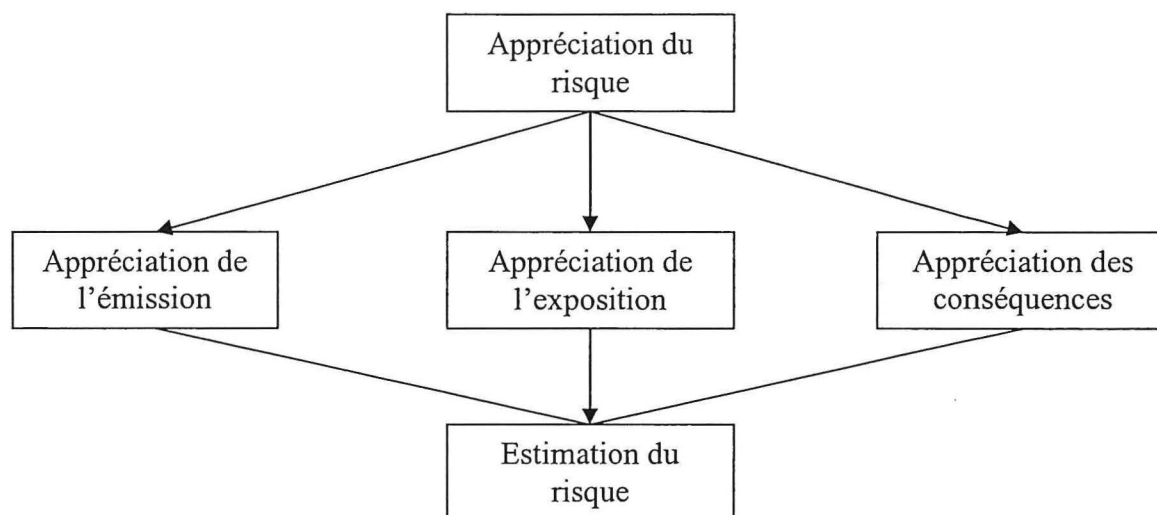 Appréciation du
risque
Appréciation de
l’émission
Appréciation de
l’exposition
Appréciation des
conséquences
Estimation du
risque